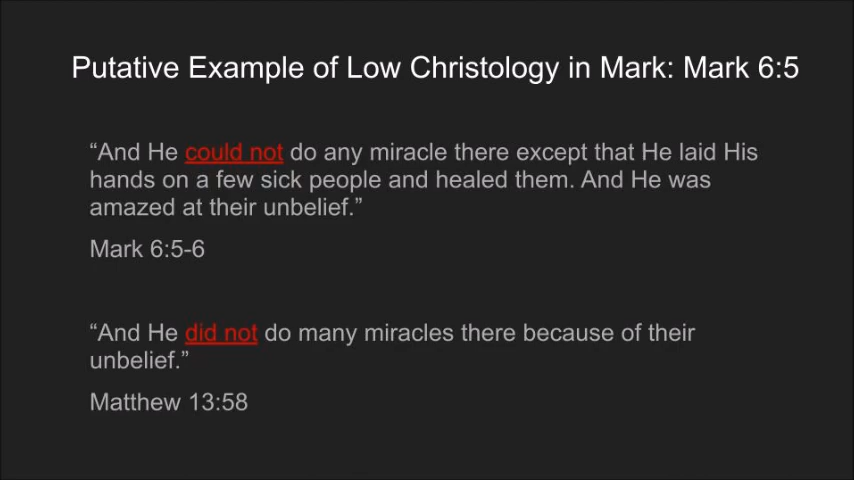 Putative Example of Low Christology in Mark: Mark 6:5
“And He could not do any miracle there except that He laid His
hands on a few sick people and healed them. And He was
amazed at their unbelief.”
Mark 6:5-6
“And He did not do many miracles there because of their
unbelief.”
Matthew 13:58